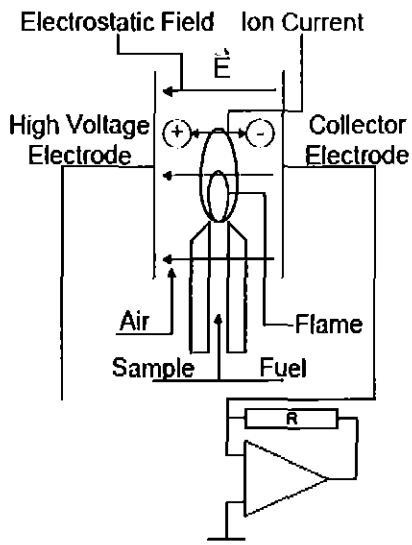 Electrostatic Field Ion Current
E
+ -
High Voltage
Electrode
Collector
Electrode
Air
Flame
Sample
Fuel
R